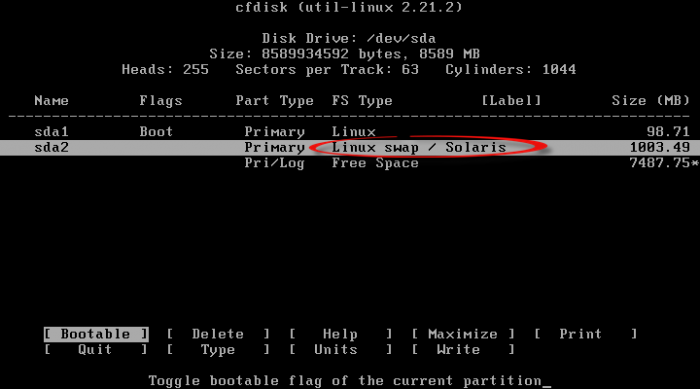 cfdisk (util-linux 2.21.2)
Disk Drive: /dev/sda
Size: 8589934592 bytes, 8589 MB
Heads: 255 Sectors per Track: 63 Cylinders: 1044
Name Flags Part Type FS Type [Label] Size (MB)
sda1 Boot Primary Linux 98.71
sda2 Primary Linux swap / Solaris 1003.49
Pri/Log Free Space 7487.75*
[ Bootable ] [ Delete ] [ Help ] [ Maximize ] [ Print ]
[ Quit ] [ Type ] [ Units ] [ Write ]
Toggle bootable flag of the current partition_